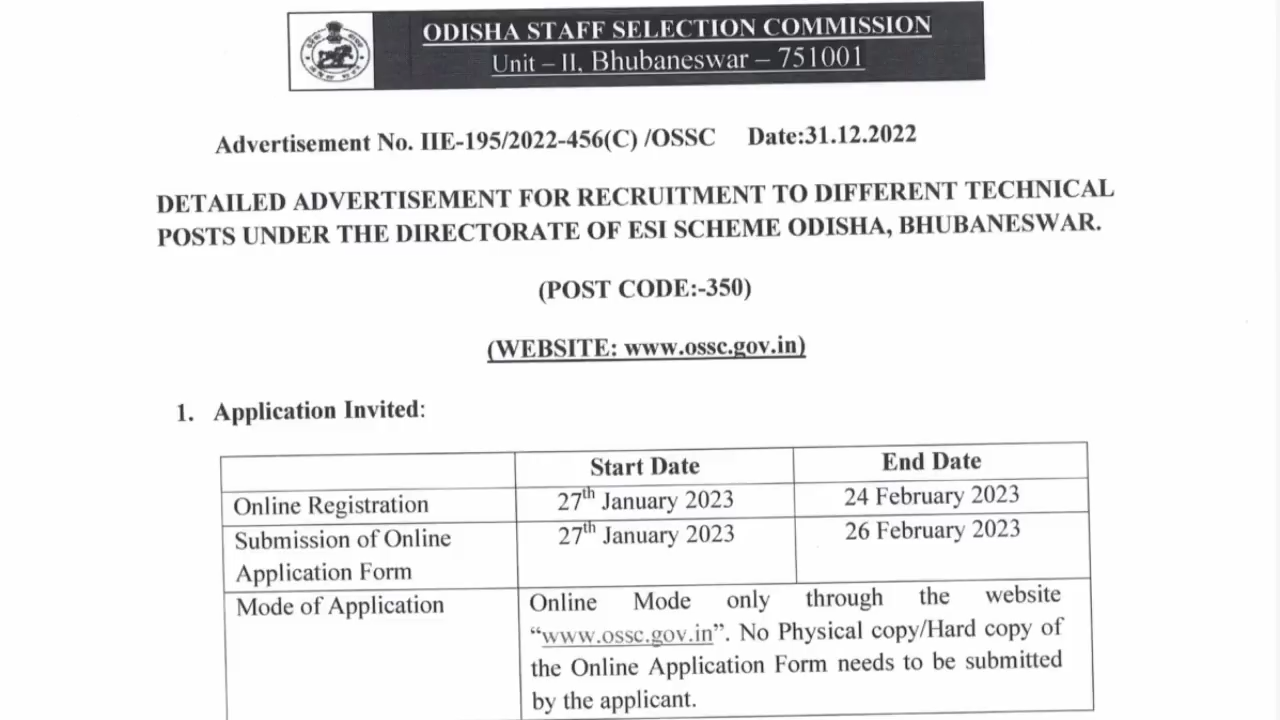 ODISHA STAFF SELECTION COMMISSION
Unit – II, Bhubaneswar – 751001
Advertisement No. IIE-195/2022-456(C) /OSSC Date:31.12.2022
DETAILED ADVERTISEMENT FOR RECRUITMENT TO DIFFERENT TECHNICAL
POSTS UNDER THE DIRECTORATE OF ESI SCHEME ODISHA, BHUBANESWAR.
(POST CODE:-350)
(WEBSITE: www.ossc.gov.in)
1. Application Invited:
Start Date End Date
Online Registration 27th January 2023 24 February 2023
Submission of Online 27th January 2023 26 February 2023
Application Form
Mode of Application Online Mode only through the website
“www.ossc.gov.in”. No Physical copy/Hard copy of
the Online Application Form needs to be submitted
by the applicant.